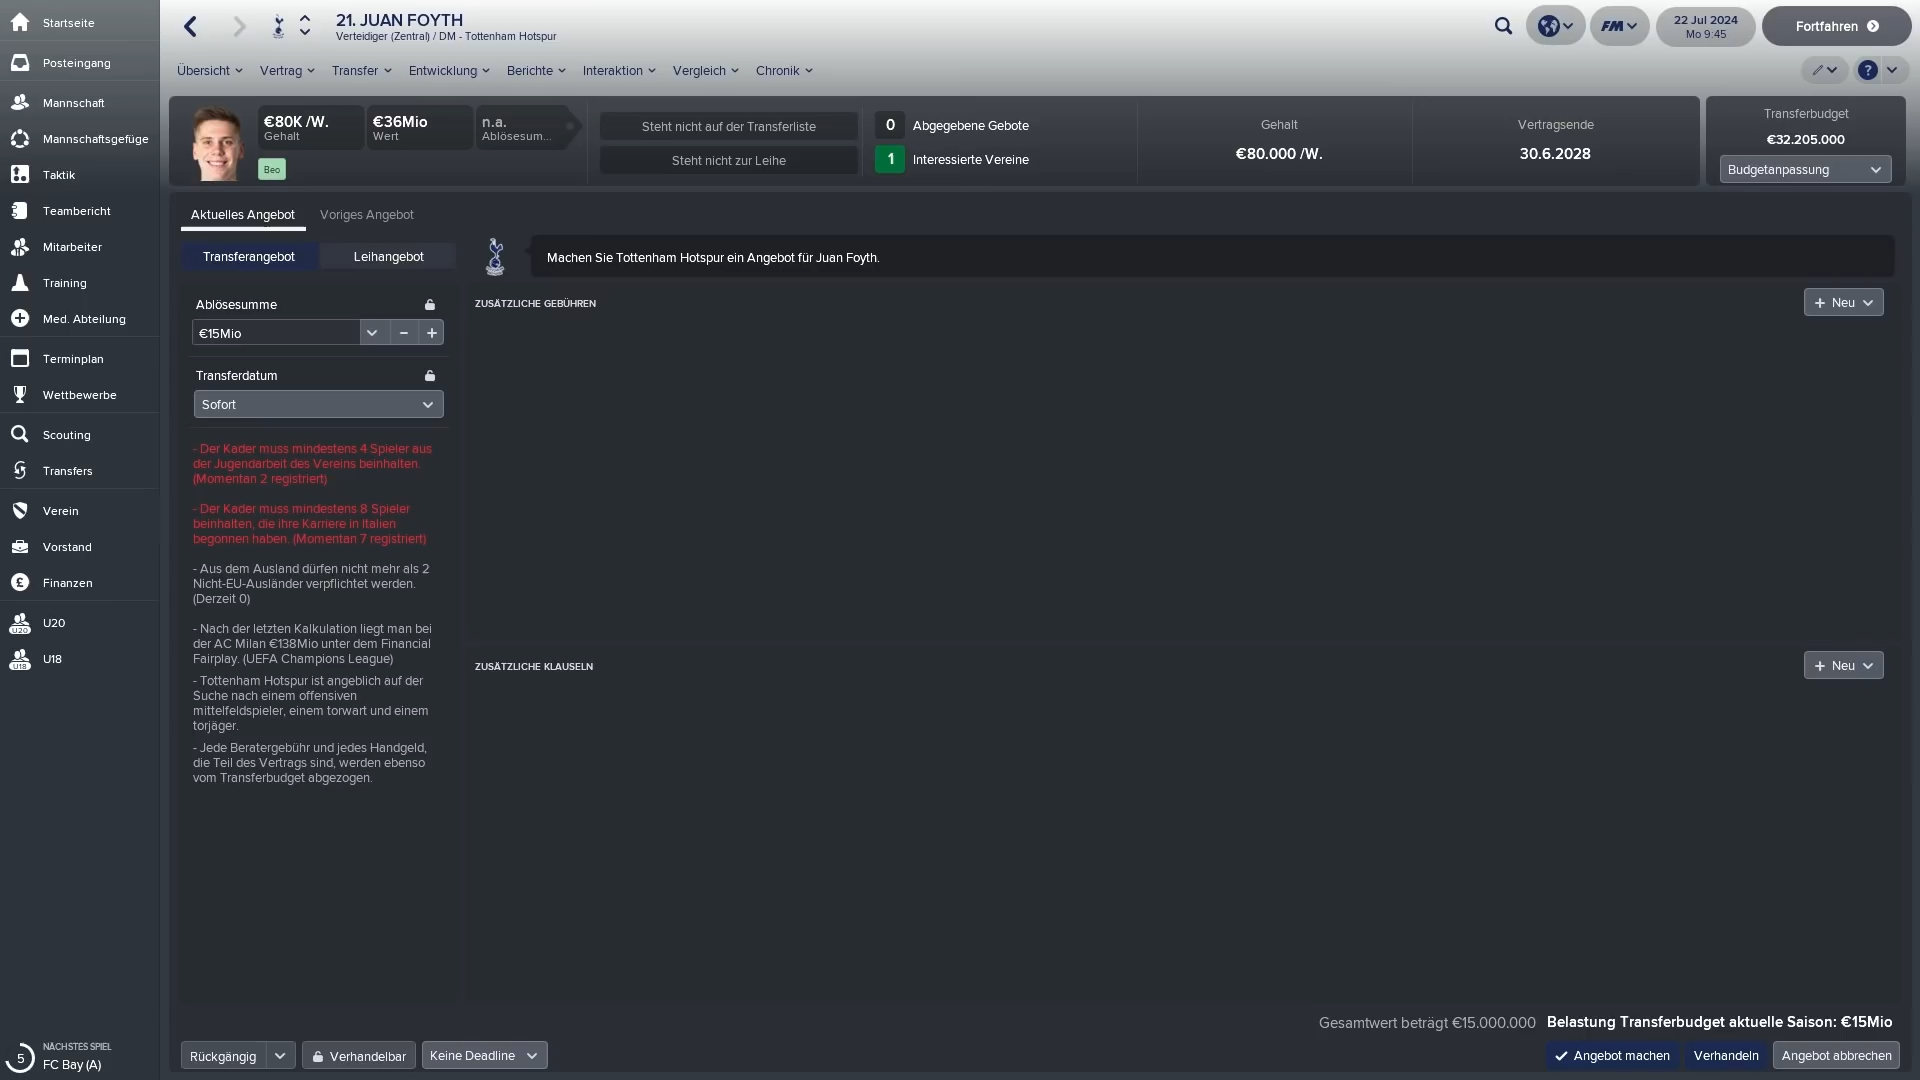 Startseite
Posteingang
Mannschaft
Mannschaftsgefüge
Taktik
Teambericht
Mitarbeiter
Training
Med. Abteilung
Terminplan
Wettbewerbe
Scouting
Transfers
Verein
Vorstand
Finanzen
U20
U20
U18
U18
5
NÄCHSTES SPIEL
FC Bay (A)
21. JUAN FOYTH
Verteidiger (Zentral) / DM - Tottenham Hotspur
FM
22 Jul 2024
Mo 9:45
Fortfahren
Übersicht Vertrag Transfer Entwicklung Berichte Interaktion Vergleich Chronik
?
€80K /W.
Gehalt
€36Mio
Wert
n.a.
Ablösesum...
Beo
Steht nicht auf der Transferliste
Steht nicht zur Leihe
0 Abgegebene Gebote
1 Interessierte Vereine
Gehalt
€80.000 /W.
Vertragsende
30.6.2028
Transferbudget
€32.205.000
Budgetanpassung
Aktuelles Angebot Voriges Angebot
Transferangebot Leihangebot
Machen Sie Tottenham Hotspur ein Angebot für Juan Foyth.
Ablösesumme
€15Mio
Transferdatum
Sofort
- Der Kader muss mindestens 4 Spieler aus
der Jugendarbeit des Vereins beinhalten.
(Momentan 2 registriert)
- Der Kader muss mindestens 8 Spieler
beinhalten, die ihre Karriere in Italien
begonnen haben. (Momentan 7 registriert)
- Aus dem Ausland dürfen nicht mehr als 2
Nicht-EU-Ausländer verpflichtet werden.
(Derzeit 0)
- Nach der letzten Kalkulation liegt man bei
der AC Milan €138Mio unter dem Financial
Fairplay. (UEFA Champions League)
- Tottenham Hotspur ist angeblich auf der
Suche nach einem offensiven
mittelfeldspieler, einem torwart und einem
torjäger.
- Jede Beratergebühr und jedes Handgeld,
die Teil des Vertrags sind, werden ebenso
vom Transferbudget abgezogen.
ZUSÄTZLICHE GEBÜHREN
+ Neu
ZUSÄTZLICHE KLAUSELN
+ Neu
Gesamtwert beträgt €15.000.000 Belastung Transferbudget aktuelle Saison: €15Mio
Rückgängig Verhandelbar Keine Deadline
Angebot machen Verhandeln Angebot abbrechen